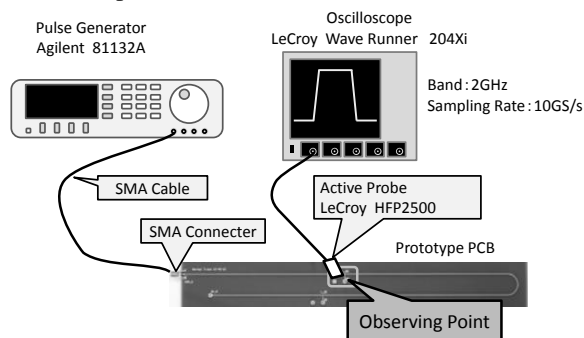 Pulse Generator
Agilent 81132A
Oscilloscope
LeCroy Wave Runner 204Xi
Band : 2GHz
Sampling Rate : 10GS/s
SMA Cable
Active Probe
LeCroy HFP2500
SMA Connecter
Prototype PCB
Observing Point